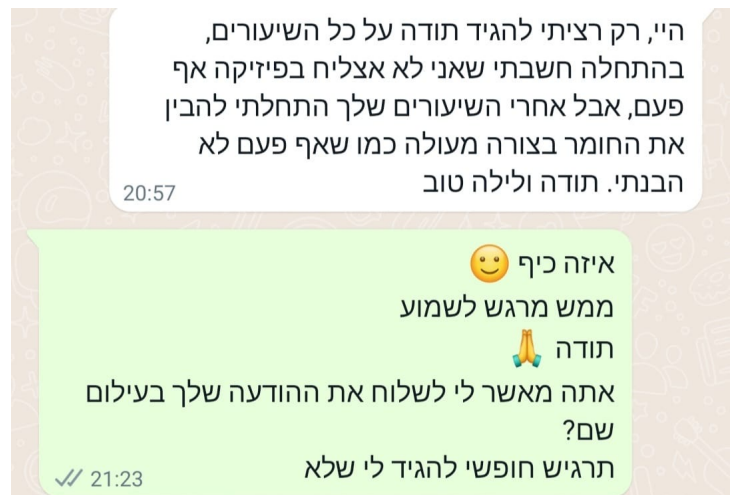 היי, רק רציתי להגיד תודה על כל השיעורים,
בהתחלה חשבתי שאני לא אצליח בפיזיקה אף
פעם, אבל אחרי השיעורים שלך התחלתי להבין
את החומר בצורה מעולה כמו שאף פעם לא
הבנתי. תודה ולילה טוב
20:57
איזה כיף 🙂
ממש מרגש לשמוע
תודה 🙏
אתה מאשר לי לשלוח את ההודעה שלך בעילום
שם?
תרגיש חופשי להגיד לי שלא
21:23